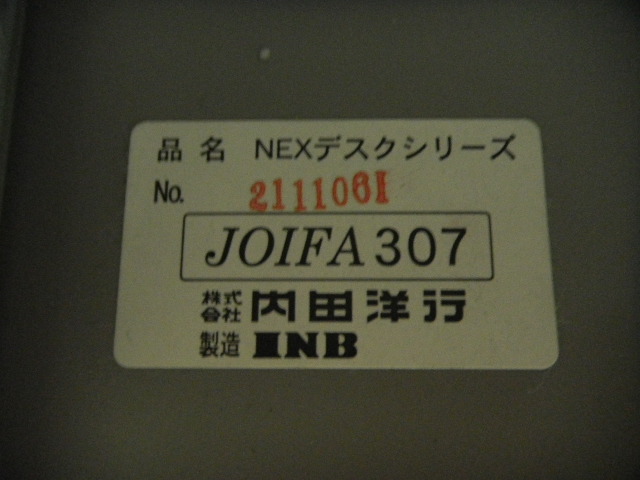 品名 NEXデスクシリーズ
No. 2111061
JOIFA 307
株式会社 内田洋行
製造 INB